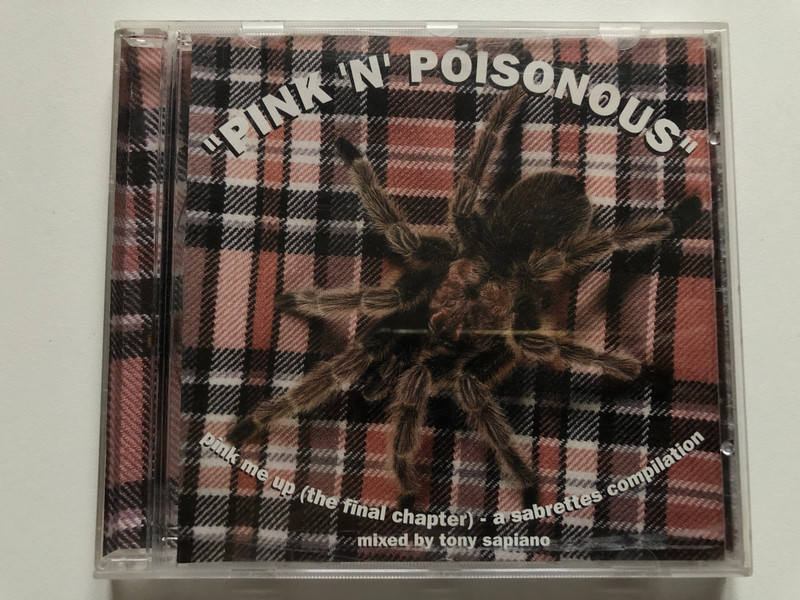 "PINK 'N' POISONOUS"
pink me up (the final chapter) - a sabrettes compilation
mixed by tony sapiano